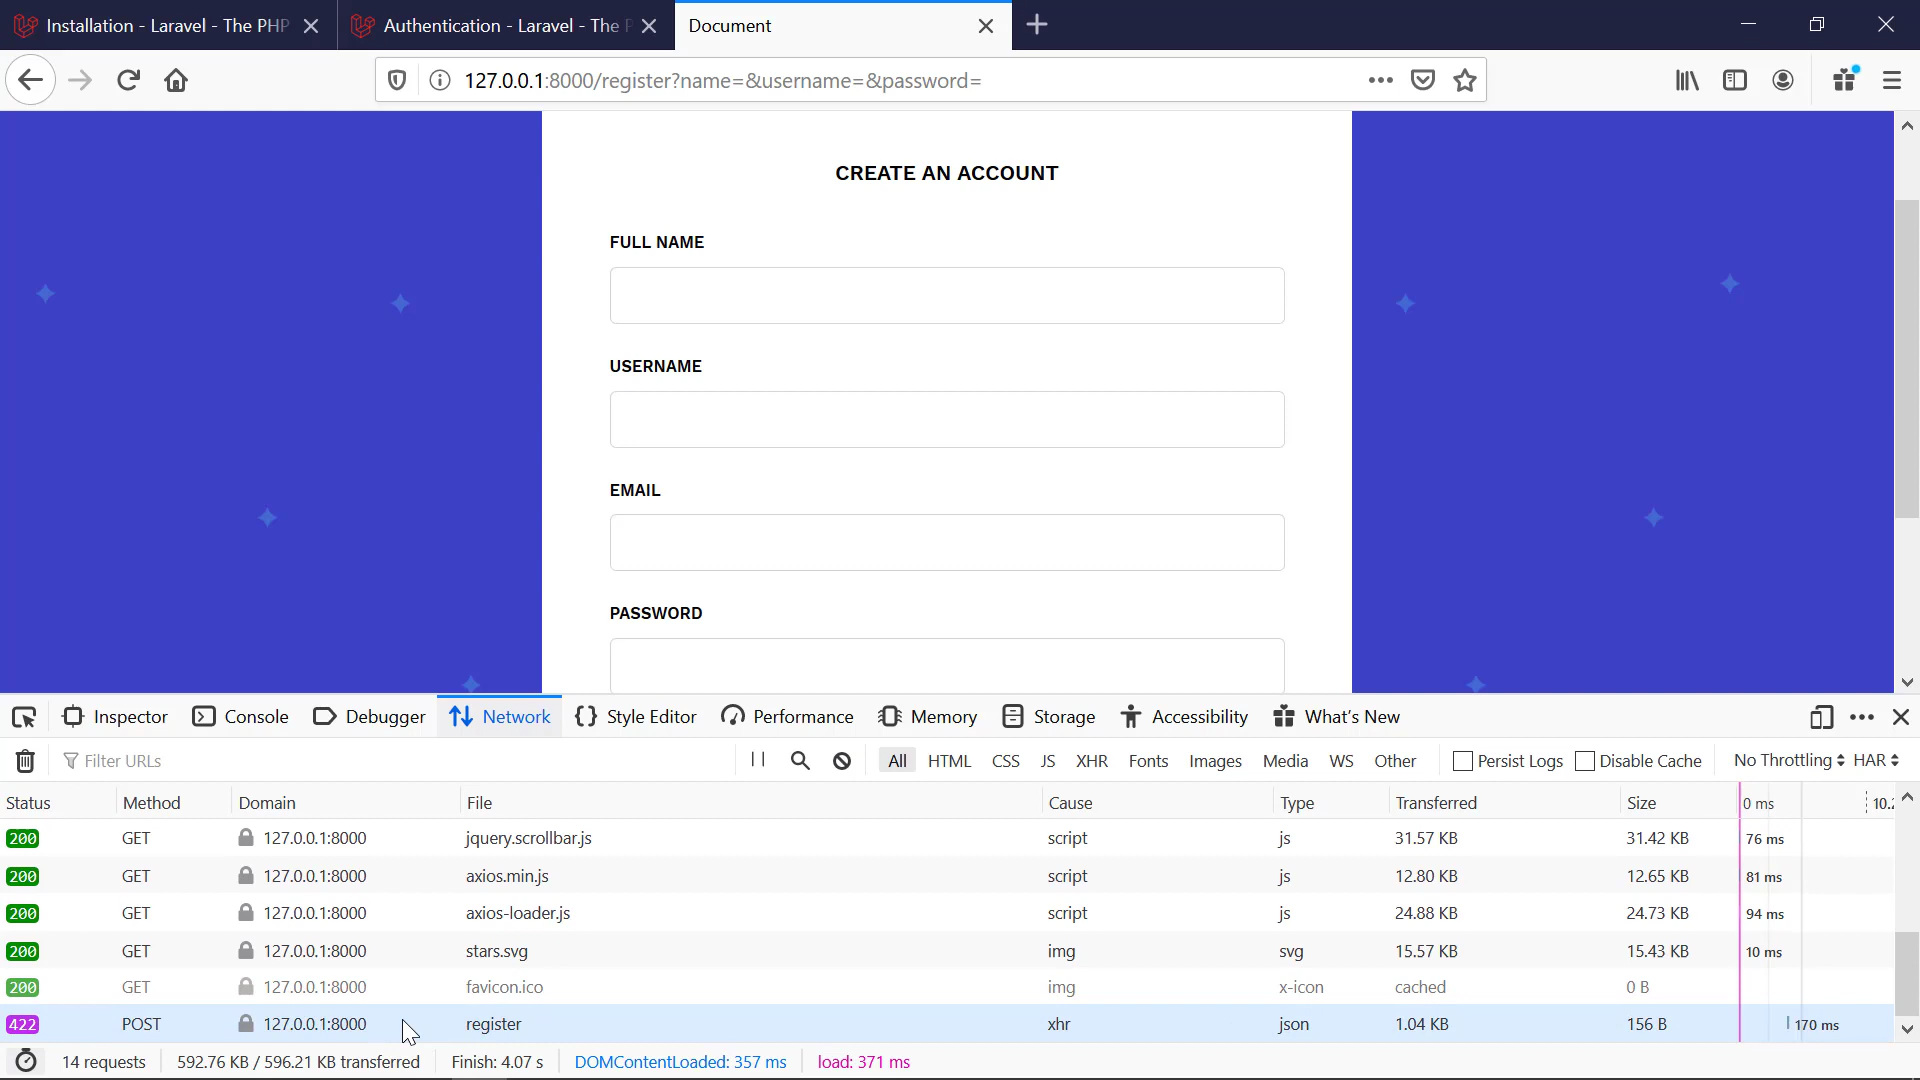 Installation - Laravel - The PHP
Authentication - Laravel - The P
Document
127.0.0.1:8000/register?name=&username=&password=
CREATE AN ACCOUNT
FULL NAME
USERNAME
EMAIL
PASSWORD
Inspector Console Debugger Network Style Editor Performance Memory Storage Accessibility What's New
Filter URLs All HTML CSS JS XHR Fonts Images Media WS Other Persist Logs Disable Cache No Throttling HAR
Status Method Domain File Cause Type Transferred Size 0 ms 10.2
200 GET 127.0.0.1:8000 jquery.scrollbar.js script js 31.57 KB 31.42 KB 76 ms
200 GET 127.0.0.1:8000 axios.min.js script js 12.80 KB 12.65 KB 81 ms
200 GET 127.0.0.1:8000 axios-loader.js script js 24.88 KB 24.73 KB 94 ms
200 GET 127.0.0.1:8000 stars.svg img svg 15.57 KB 15.43 KB 10 ms
200 GET 127.0.0.1:8000 favicon.ico img x-icon cached 0 B
422 POST 127.0.0.1:8000 register xhr json 1.04 KB 156 B 170 ms
14 requests 592.76 KB / 596.21 KB transferred Finish: 4.07 s DOMContentLoaded: 357 ms load: 371 ms